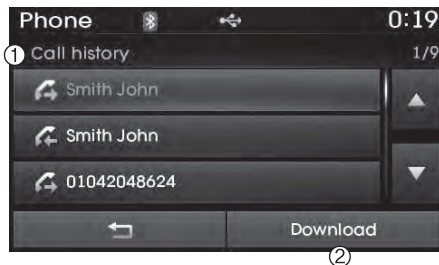 Phone 0:19
① Call history 1/9
Smith John
Smith John
01042048624
Download
②